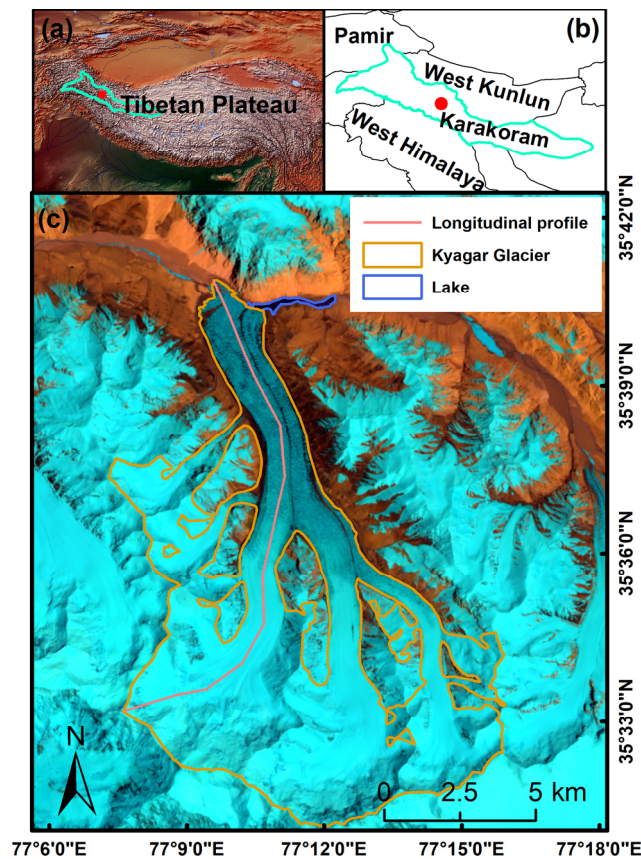 (a)
Tibetan Plateau
(b)
Pamir
West Kunlun
Karakoram
West Himalaya
(c)
Longitudinal profile
Kyagar Glacier
Lake
35°42'0"N
35°39'0"N
35°36'0"N
35°33'0"N
N
0 2.5 5 km
77°6'0"E 77°9'0"E 77°12'0"E 77°15'0"E 77°18'0"E